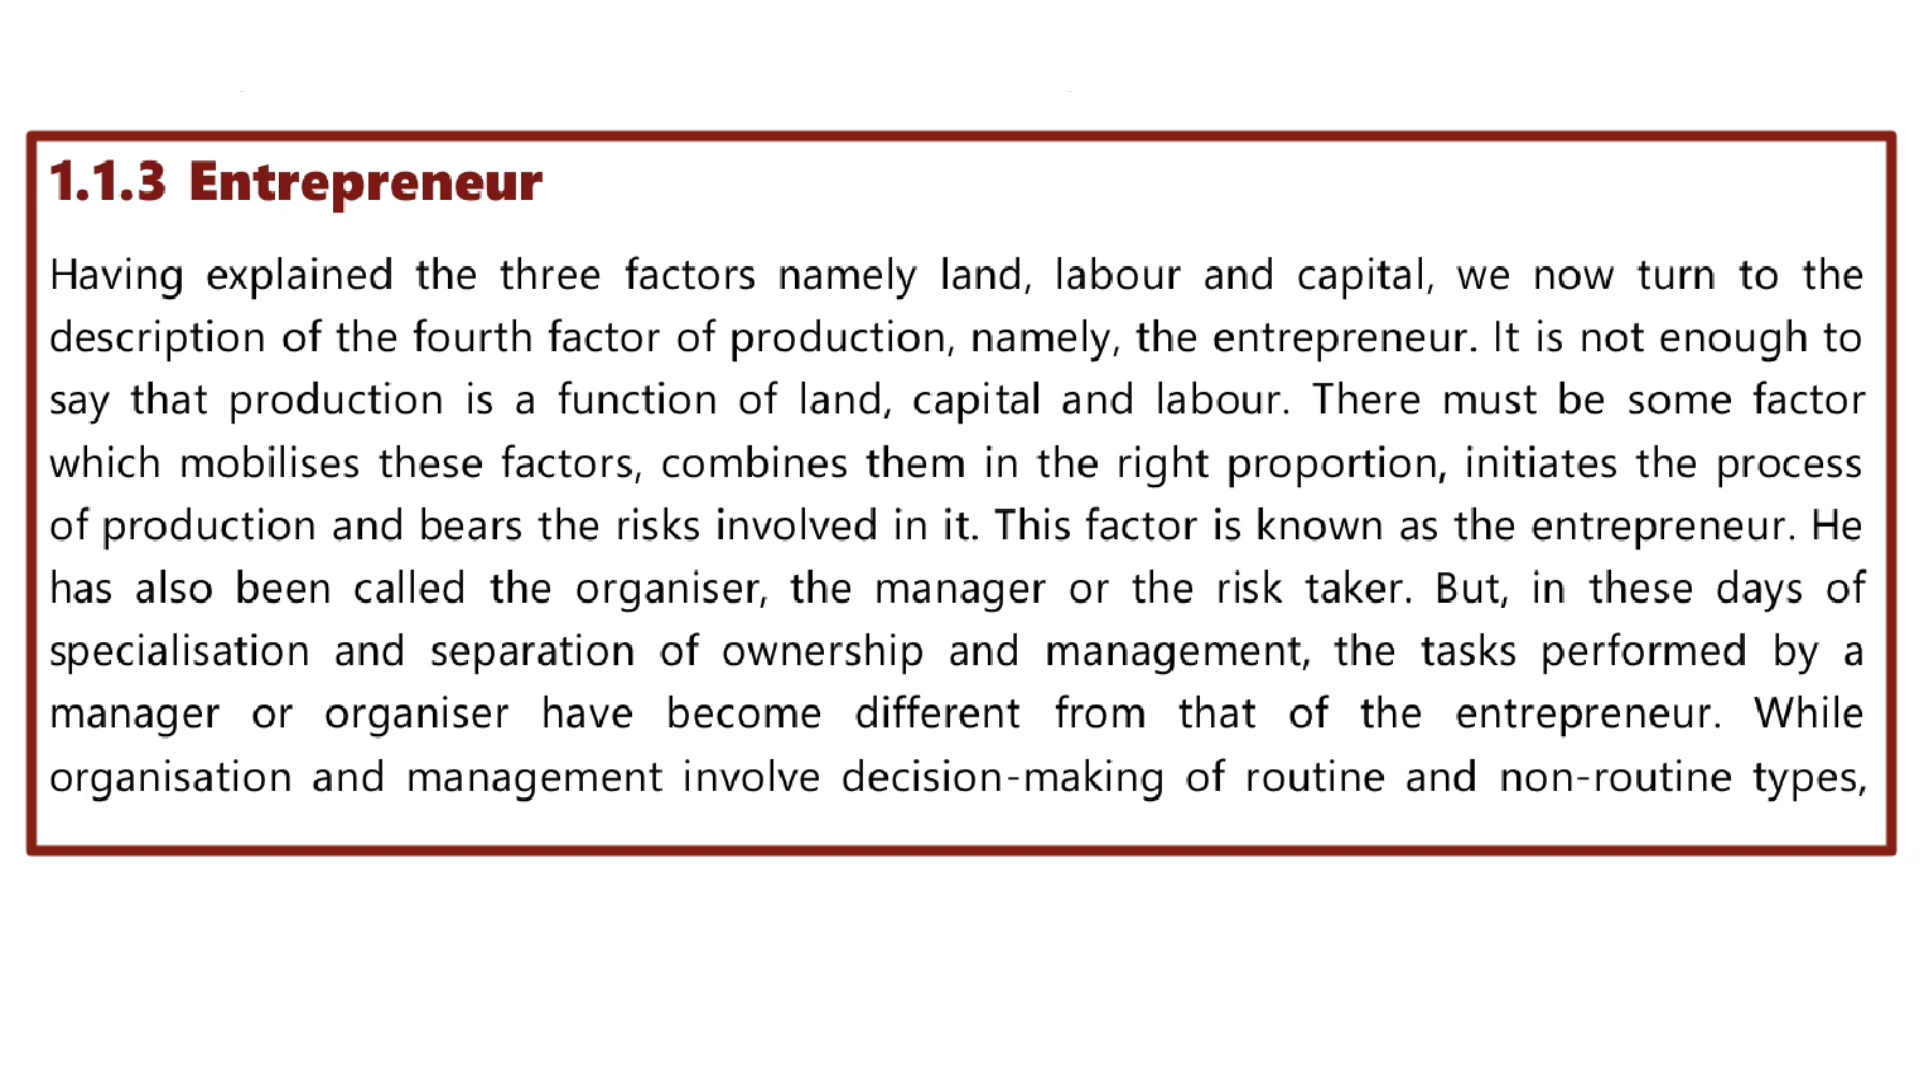 1.1.3 Entrepreneur
Having explained the three factors namely land, labour and capital, we now turn to the
description of the fourth factor of production, namely, the entrepreneur. It is not enough to
say that production is a function of land, capital and labour. There must be some factor
which mobilises these factors, combines them in the right proportion, initiates the process
of production and bears the risks involved in it. This factor is known as the entrepreneur. He
has also been called the organiser, the manager or the risk taker. But, in these days of
specialisation and separation of ownership and management, the tasks performed by a
manager or organiser have become different from that of the entrepreneur. While
organisation and management involve decision-making of routine and non-routine types,